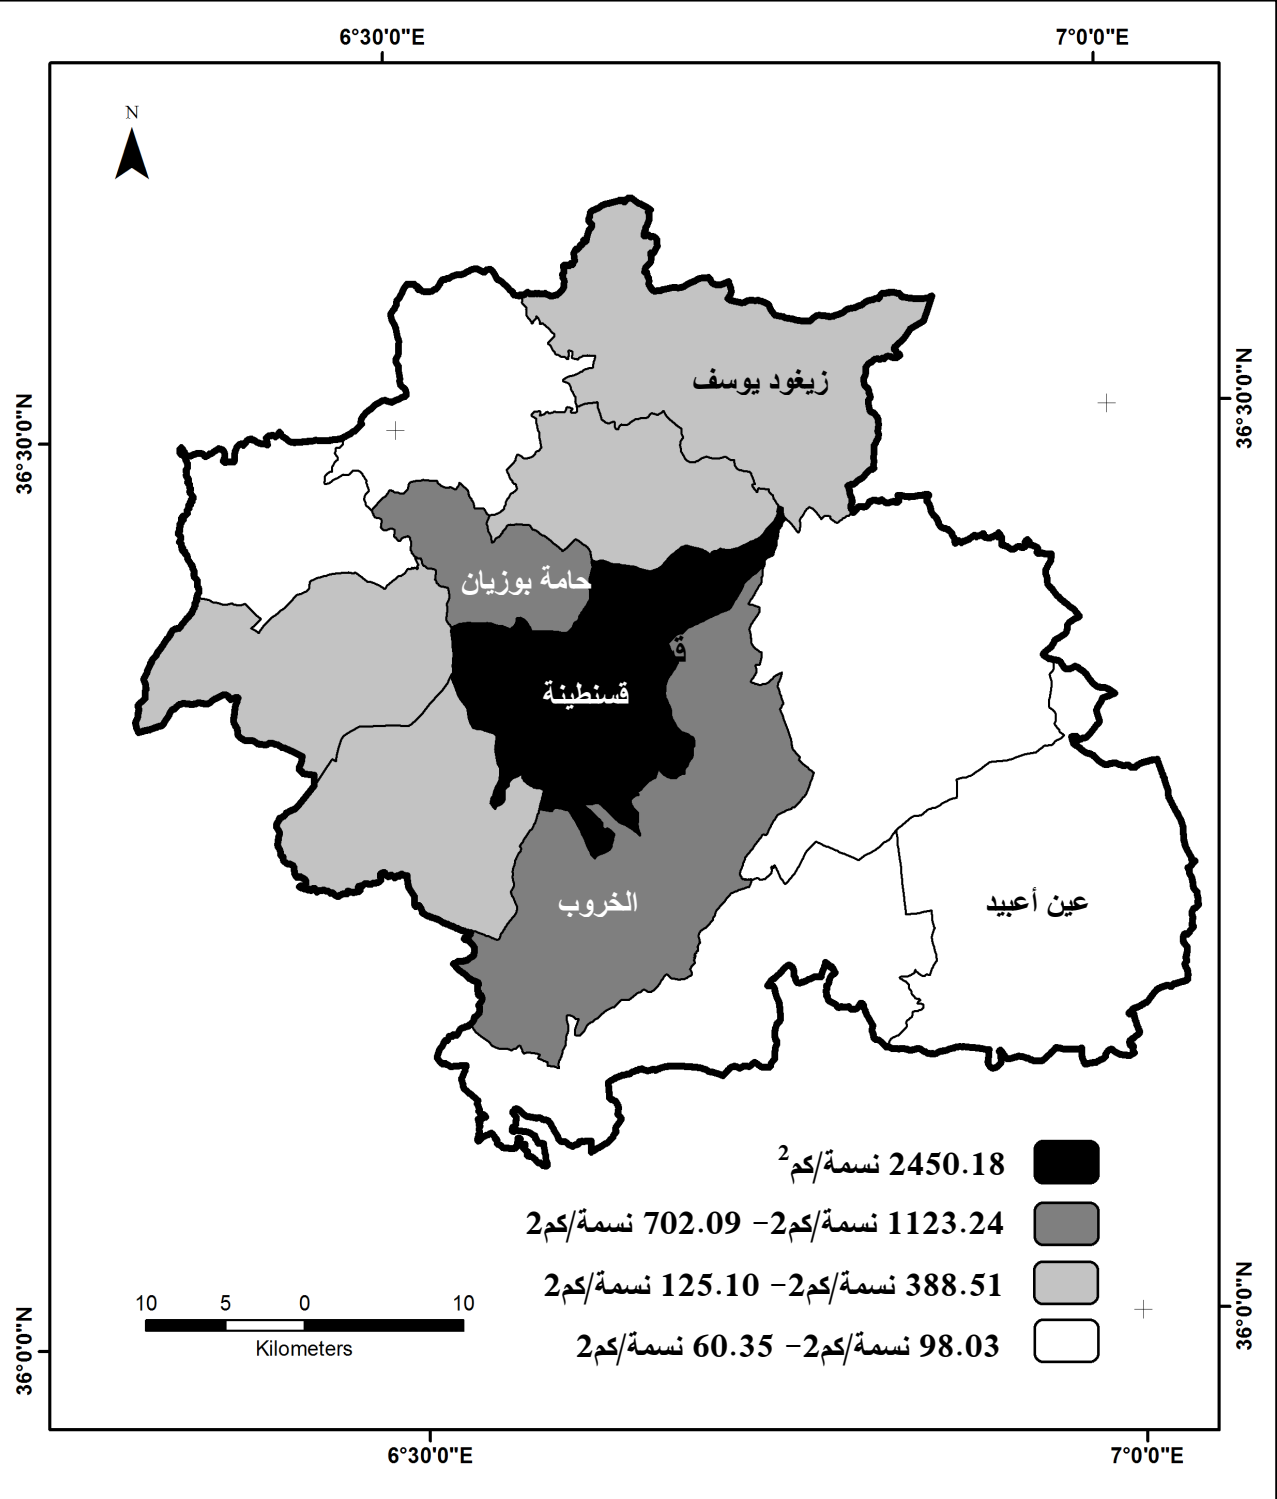 6°30'0"E
7°0'0"E
N
36°30'0"N
36°30'0"N
زيغود يوسف
حامة بوزيان
ق
قسنطينة
الخروب
عين أعبيد
2450.18 نسمة/كم2
1123.24 نسمة/كم2- 702.09 نسمة/كم2
388.51 نسمة/كم2- 125.10 نسمة/كم2
98.03 نسمة/كم2- 60.35 نسمة/كم2
10 5 0 10
Kilometers
36°0'0"N
36°0'0"N
6°30'0"E
7°0'0"E